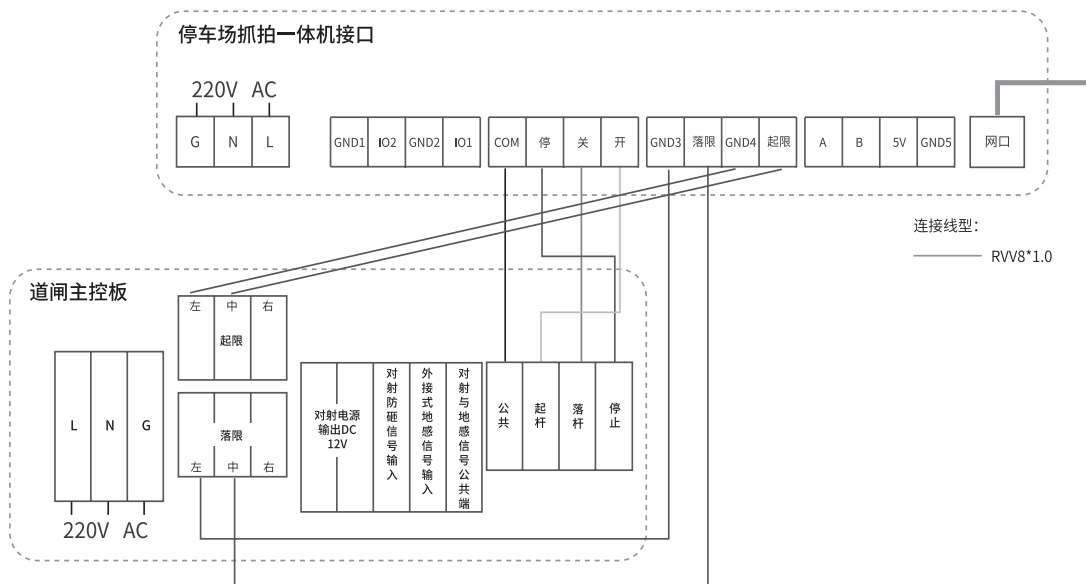 停车场抓拍一体机接口
220V AC
G N L
GND1 IO2 GND2 IO1
COM 停 关 开
GND3 落限 GND4 起限
A B 5V GND5
网口
连接线型：
RVV8*1.0
道闸主控板
左 中 右
起限
L N G
220V AC
落限
左 中 右
对射电源
输出DC
12V
对射防砸信号输入
外接式地感信号输入
对射与地感信号公共端
公共
起杆
落杆
停止